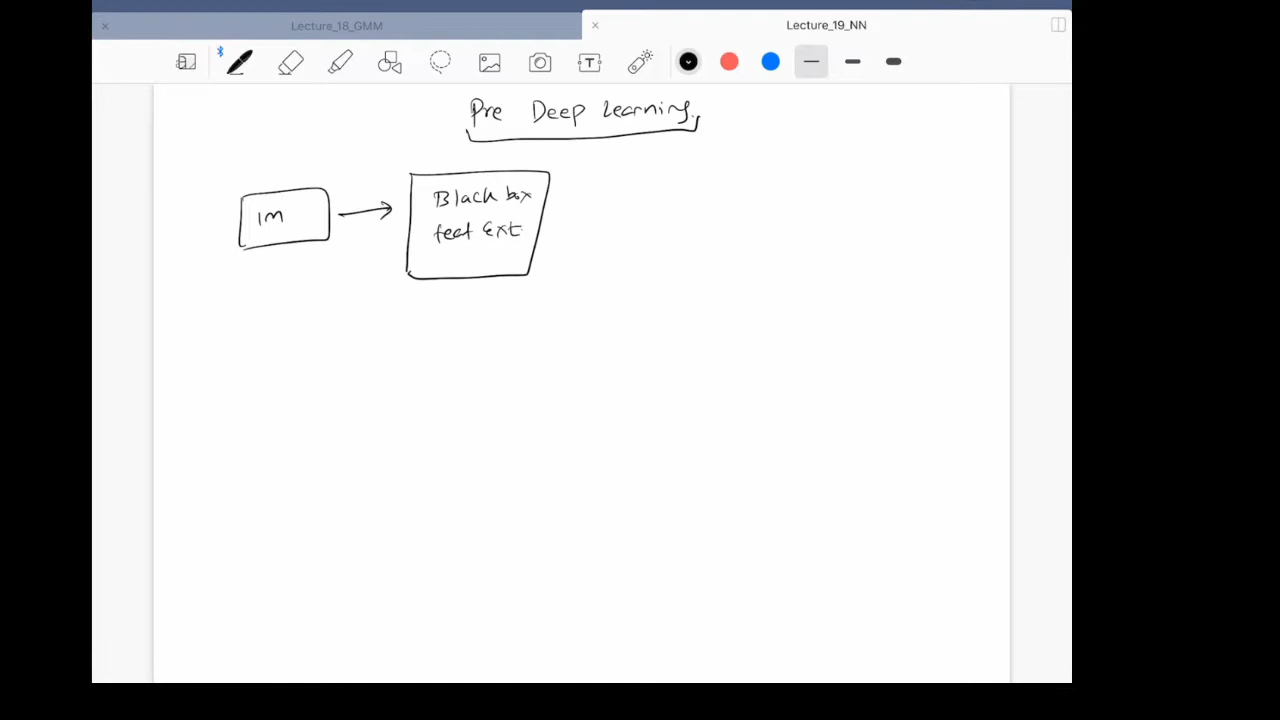 Lecture_18_GMM
Lecture_19_NN
T
Pre Deep Learning.
IM
Black box
feat Ext.